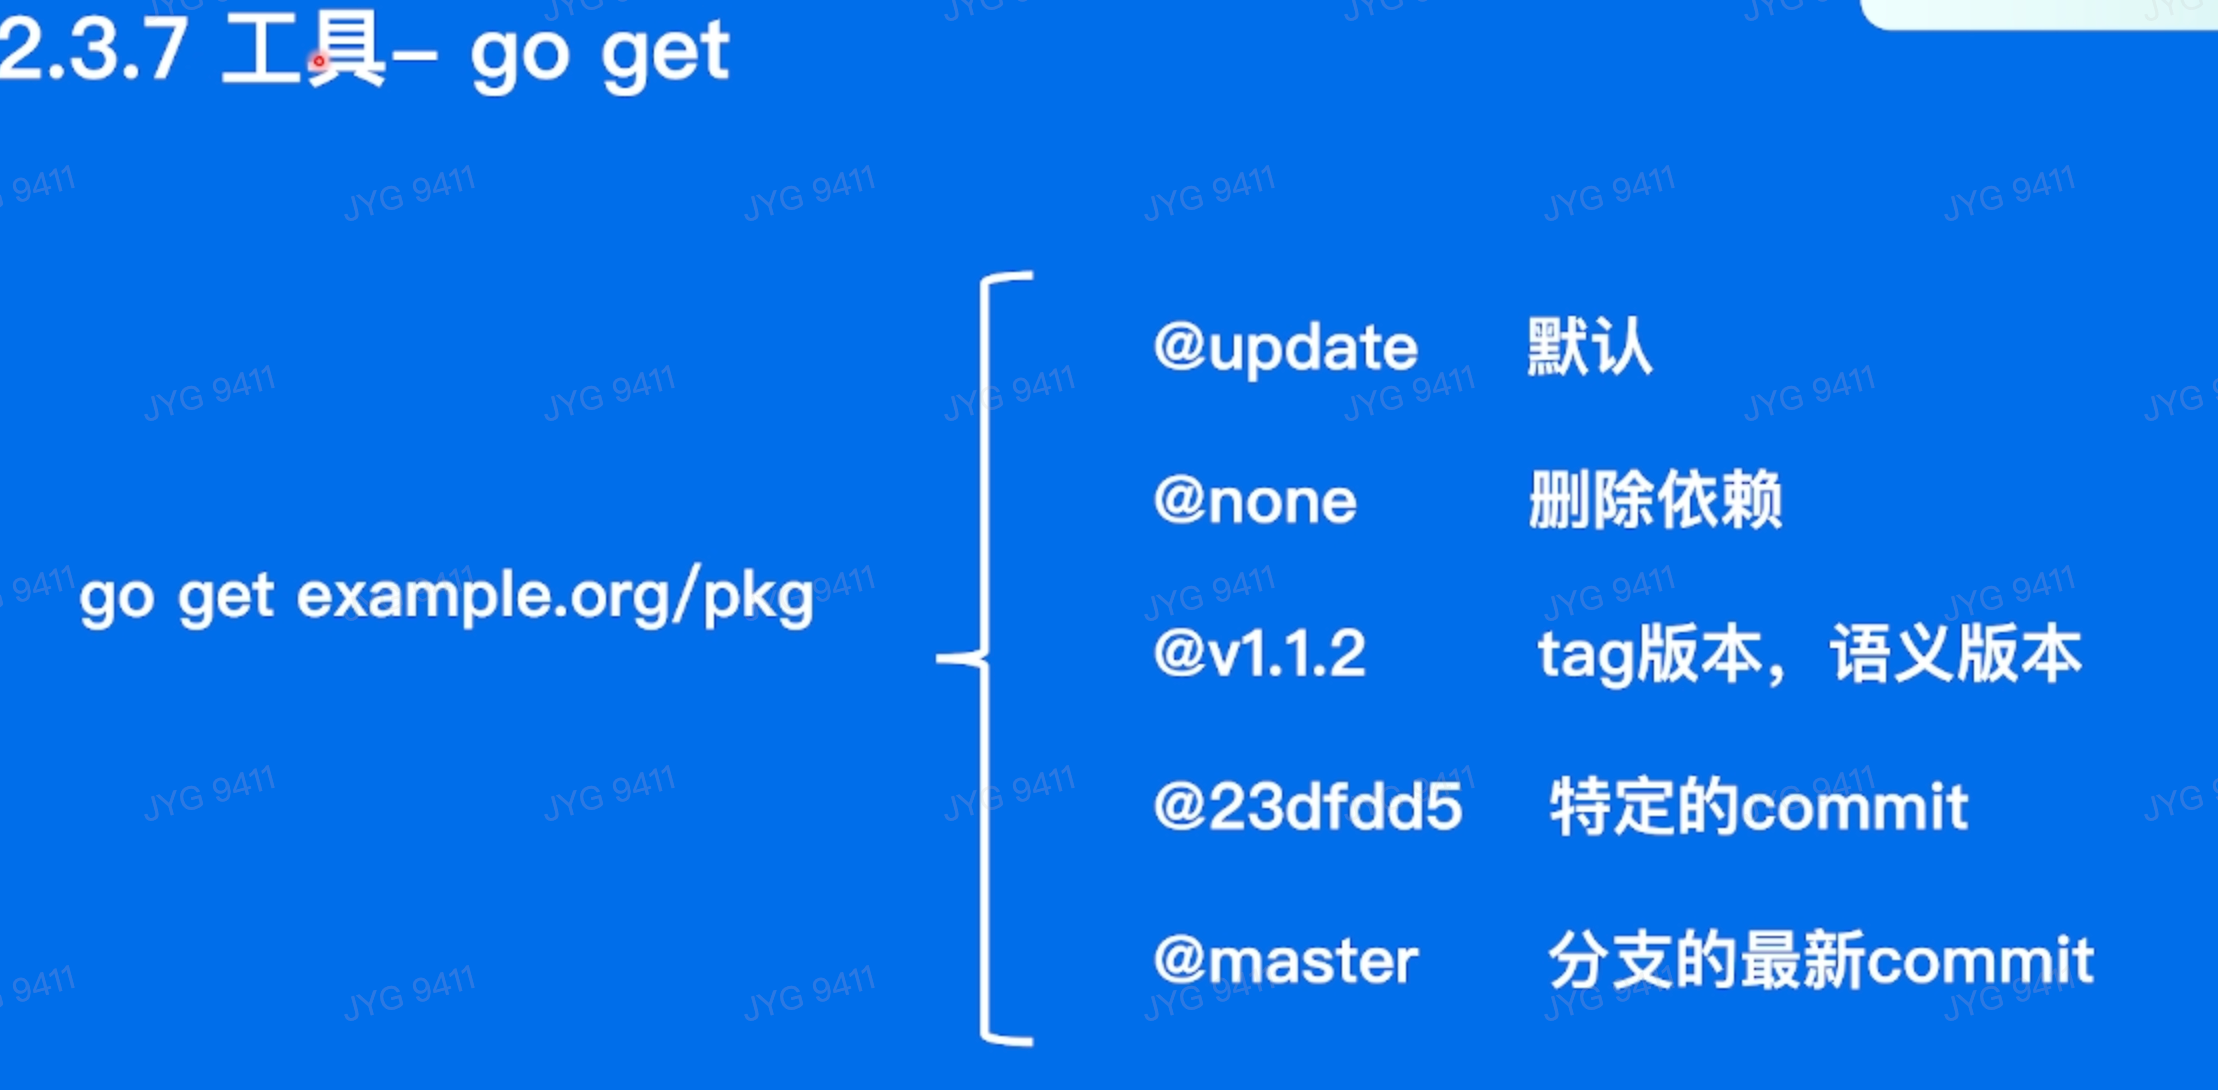 2.3.7 工具– go get
go get example.org/pkg
@update 默认
@none 删除依赖
@v1.1.2 tag版本，语义版本
@23dfdd5 特定的commit
@master 分支的最新commit
JYG 9411